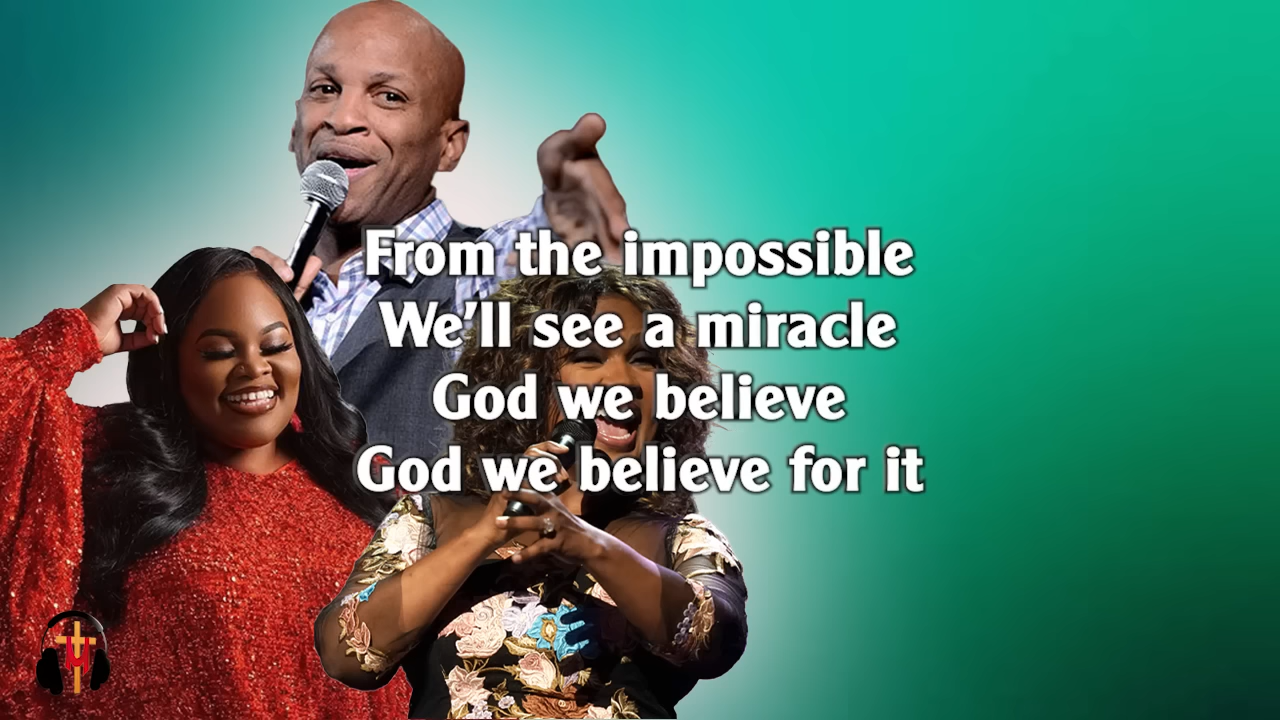 From the impossible
We'll see a miracle
God we believe
God we believe for it